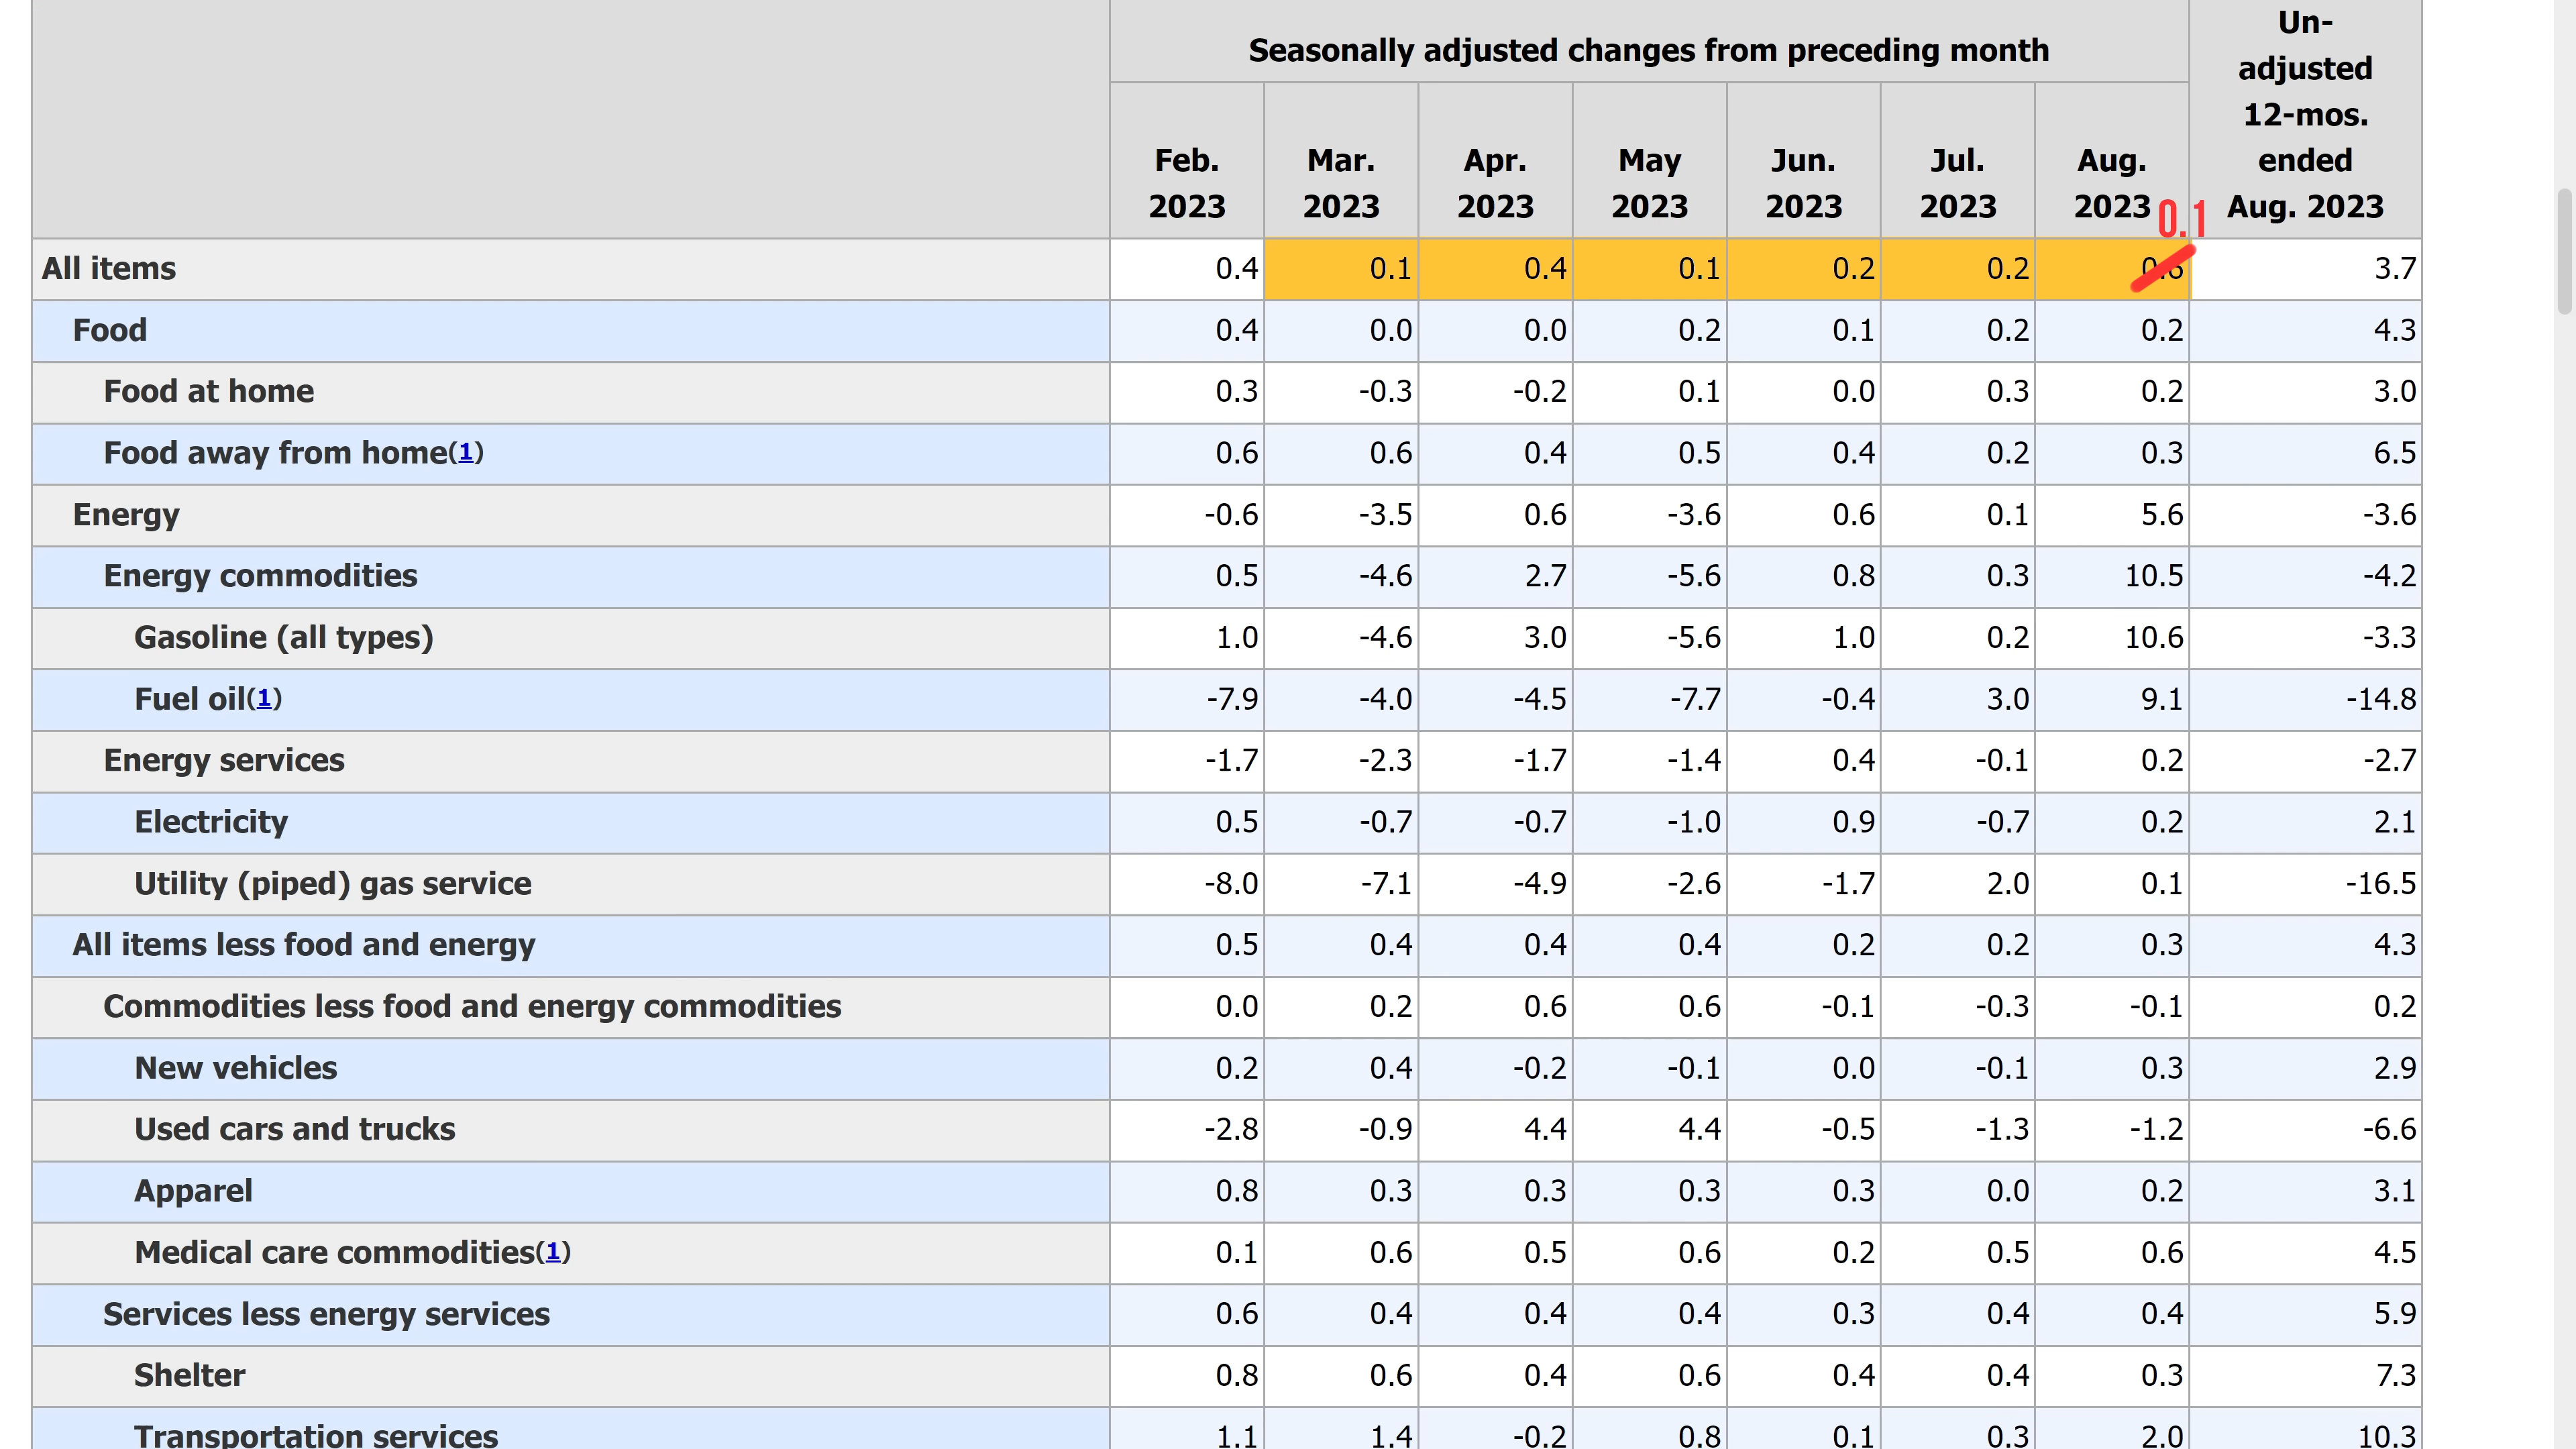 Seasonally adjusted changes from preceding month
Un-
adjusted
12-mos.
ended
Aug. 2023
Feb. 2023
Mar. 2023
Apr. 2023
May 2023
Jun. 2023
Jul. 2023
Aug. 2023
0.1
All items 0.4 0.1 0.4 0.1 0.2 0.2 0.6 3.7
Food 0.4 0.0 0.0 0.2 0.1 0.2 0.2 4.3
Food at home 0.3 -0.3 -0.2 0.1 0.0 0.3 0.2 3.0
Food away from home(1) 0.6 0.6 0.4 0.5 0.4 0.2 0.3 6.5
Energy -0.6 -3.5 0.6 -3.6 0.6 0.1 5.6 -3.6
Energy commodities 0.5 -4.6 2.7 -5.6 0.8 0.3 10.5 -4.2
Gasoline (all types) 1.0 -4.6 3.0 -5.6 1.0 0.2 10.6 -3.3
Fuel oil(1) -7.9 -4.0 -4.5 -7.7 -0.4 3.0 9.1 -14.8
Energy services -1.7 -2.3 -1.7 -1.4 0.4 -0.1 0.2 -2.7
Electricity 0.5 -0.7 -0.7 -1.0 0.9 -0.7 0.2 2.1
Utility (piped) gas service -8.0 -7.1 -4.9 -2.6 -1.7 2.0 0.1 -16.5
All items less food and energy 0.5 0.4 0.4 0.4 0.2 0.2 0.3 4.3
Commodities less food and energy commodities 0.0 0.2 0.6 0.6 -0.1 -0.3 -0.1 0.2
New vehicles 0.2 0.4 -0.2 -0.1 0.0 -0.1 0.3 2.9
Used cars and trucks -2.8 -0.9 4.4 4.4 -0.5 -1.3 -1.2 -6.6
Apparel 0.8 0.3 0.3 0.3 0.3 0.0 0.2 3.1
Medical care commodities(1) 0.1 0.6 0.5 0.6 0.2 0.5 0.6 4.5
Services less energy services 0.6 0.4 0.4 0.4 0.3 0.4 0.4 5.9
Shelter 0.8 0.6 0.4 0.6 0.4 0.4 0.3 7.3
Transportation services 1.1 1.4 -0.2 0.8 0.1 0.3 2.0 10.3